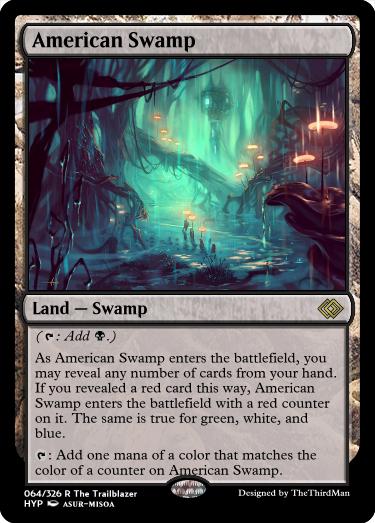 American Swamp
Land — Swamp
(T: Add B.)
As American Swamp enters the battlefield, you
may reveal any number of cards from your hand.
If you revealed a red card this way, American
Swamp enters the battlefield with a red counter
on it. The same is true for green, white, and
blue.
: Add one mana of a color that matches the
color of a counter on American Swamp.
064/326 R The Trailblazer
Designed by TheThirdMan
HYP ASUR-MISOA